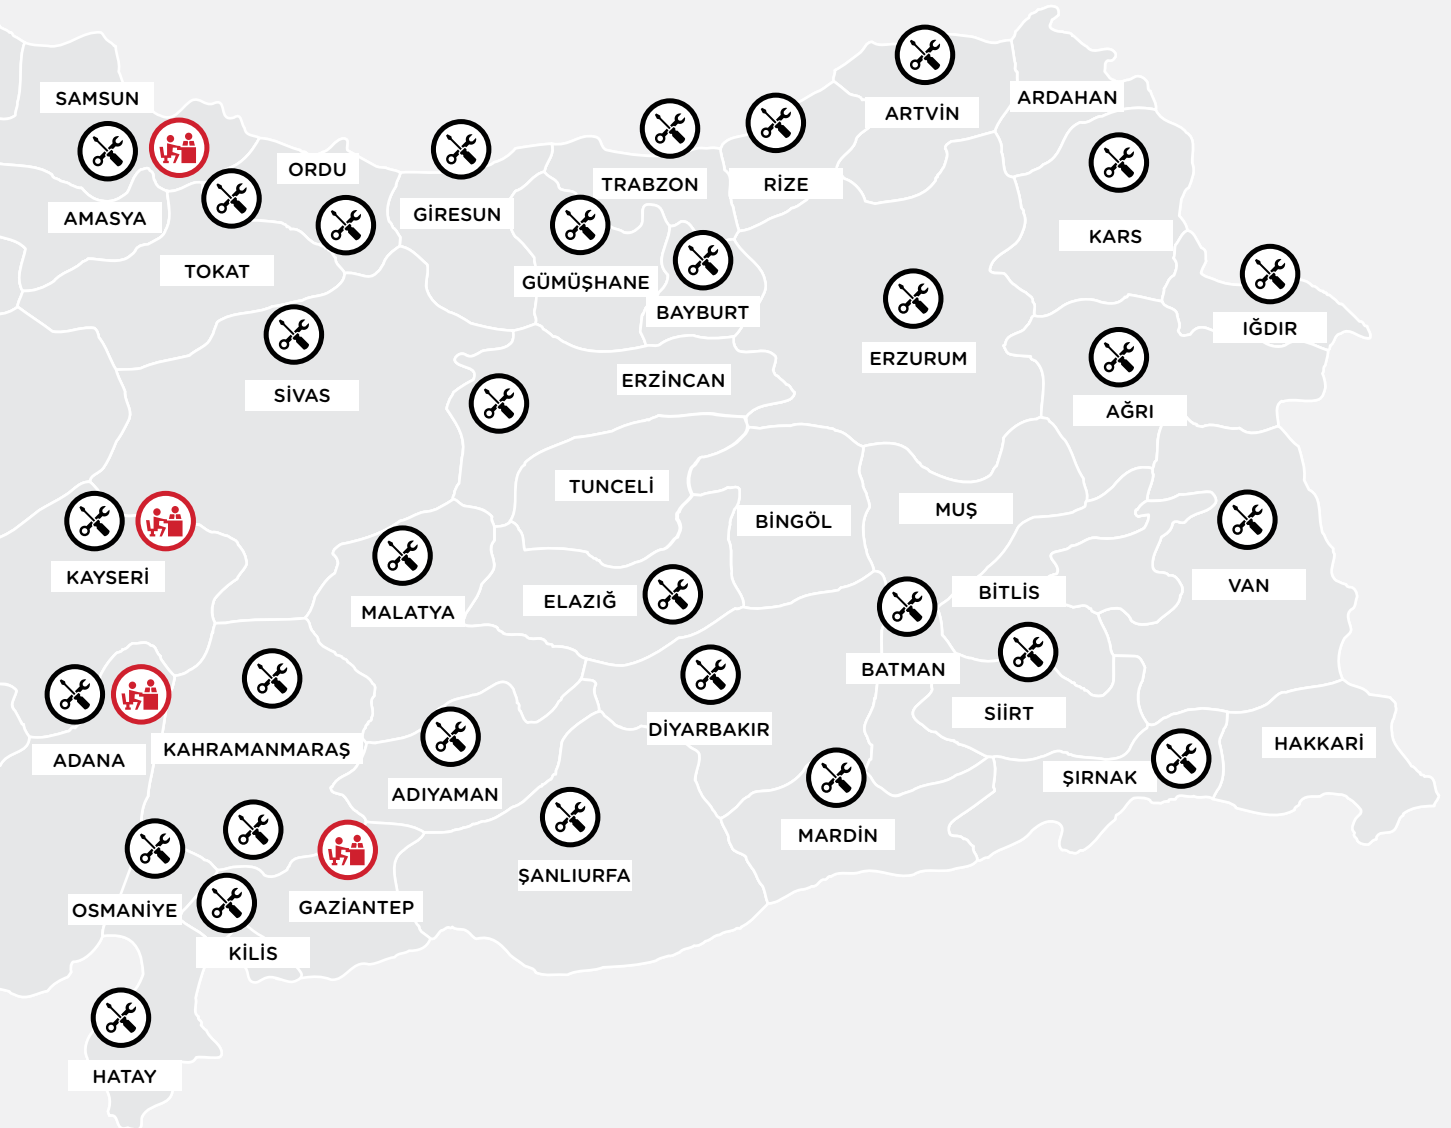 SAMSUN
ARDAHAN
ARTVİN
ORDU
TRABZON
RİZE
AMASYA
GİRESUN
KARS
TOKAT
GÜMÜŞHANE
BAYBURT
IĞDIR
ERZURUM
ERZİNCAN
SİVAS
AĞRI
TUNCELİ
MUŞ
BİNGÖL
KAYSERİ
VAN
BİTLİS
ELAZIĞ
MALATYA
BATMAN
SİİRT
DİYARBAKIR
HAKKARİ
KAHRAMANMARAŞ
ADANA
ŞIRNAK
ADIYAMAN
MARDİN
ŞANLIURFA
GAZİANTEP
OSMANİYE
KİLİS
HATAY